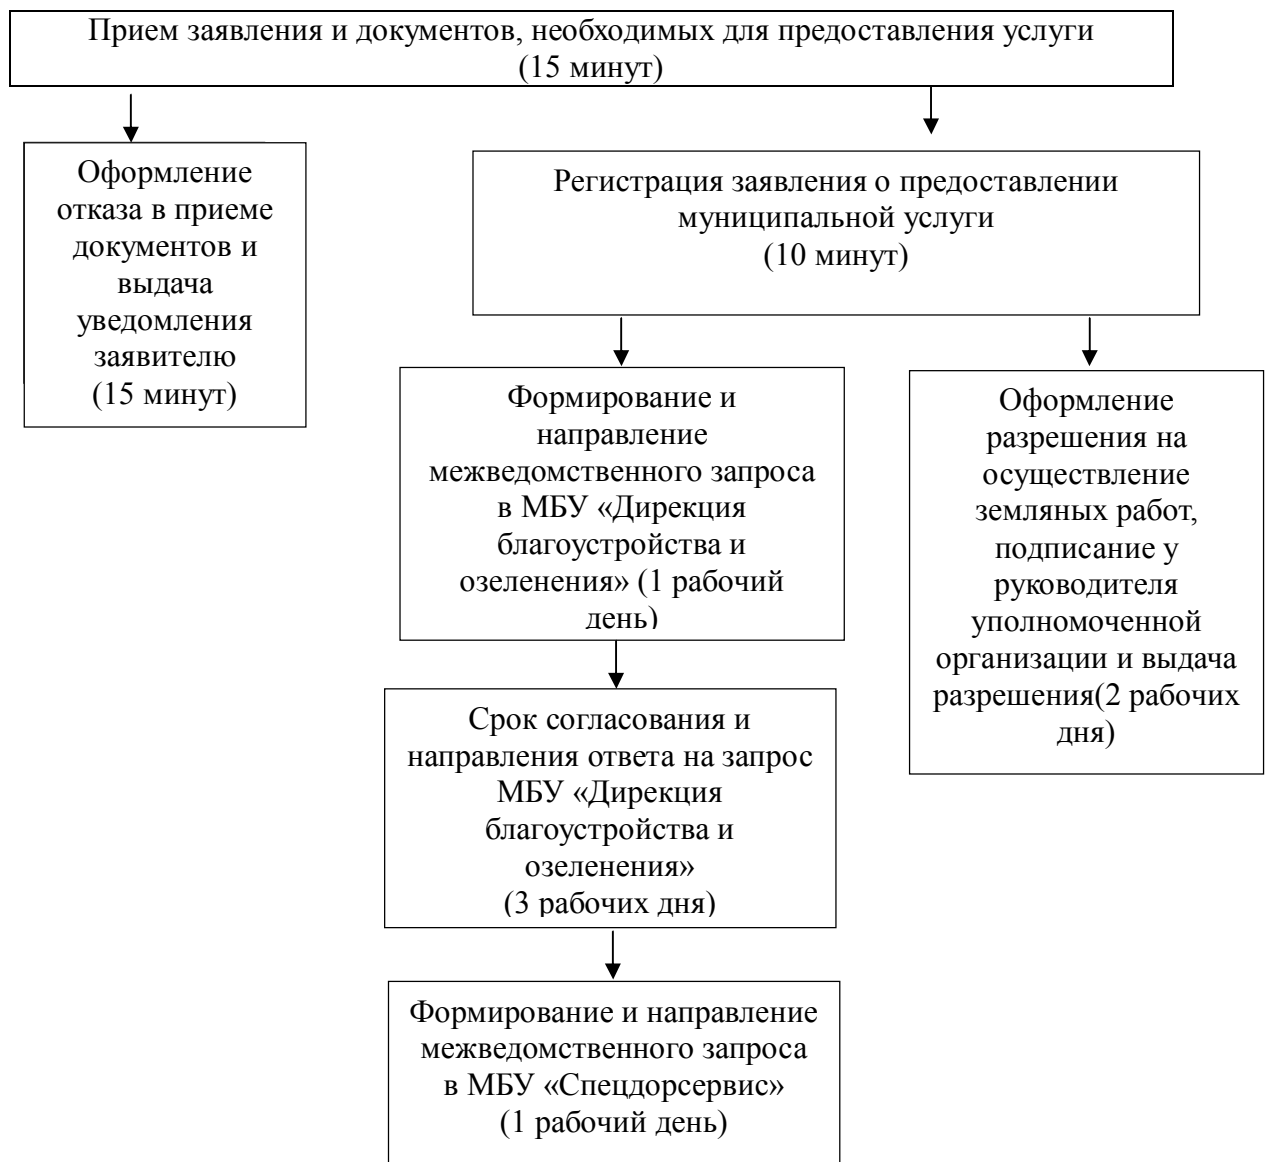 Прием заявления и документов, необходимых для предоставления услуги
(15 минут)
Оформление
отказа в приеме
документов и
выдача
уведомления
заявителю
(15 минут)
Регистрация заявления о предоставлении
муниципальной услуги
(10 минут)
Формирование и
направление
межведомственного запроса
в МБУ «Дирекция
благоустройства и
озеленения» (1 рабочий
день)
Оформление
разрешения на
осуществление
земляных работ,
подписание у
руководителя
уполномоченной
организации и выдача
разрешения(2 рабочих
дня)
Срок согласования и
направления ответа на запрос
МБУ «Дирекция
благоустройства и
озеленения»
(3 рабочих дня)
Формирование и направление
межведомственного запроса
в МБУ «Спецдорсервис»
(1 рабочий день)